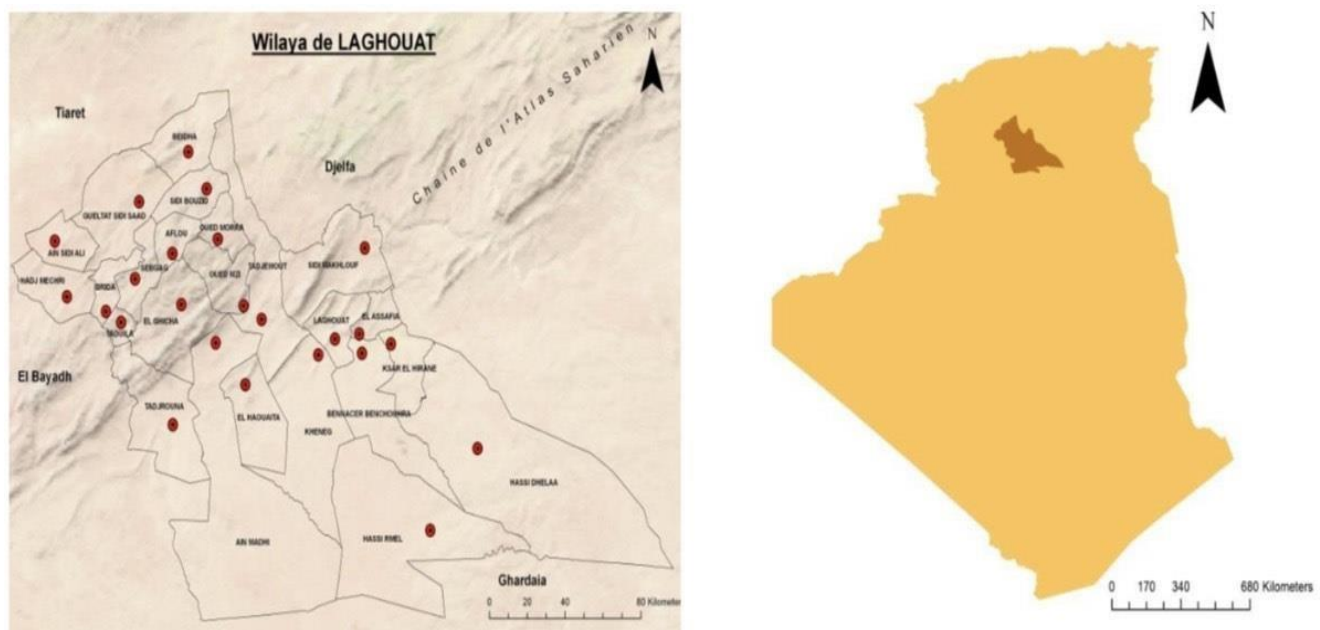 Wilaya de LAGHOUAT
N
Chaîne de l'Atlas Saharien
Tiaret
BEIDHA
Djelfa
SIDI BOUZID
GUELTAT SIDI SAAD
AFLOU
OUED MORRA
AIN SIDI ALI
SEBGAG
OUED MZI
TADJEMOUT
SIDI MAKHLOUF
HADJ MECHRI
BRIDA
TAOUILA
EL GHICHA
LAGHOUAT
EL ASSAFIA
KSAR EL HIRANE
El Bayadh
TADJROUNA
EL HAOUAITA
BENNACER BENCHOHRA
KHENEG
HASSI DHELAA
AIN MADHI
HASSI RMEL
Ghardaia
0 20 40 80 Kilometers
N
0 170 340 680 Kilometers